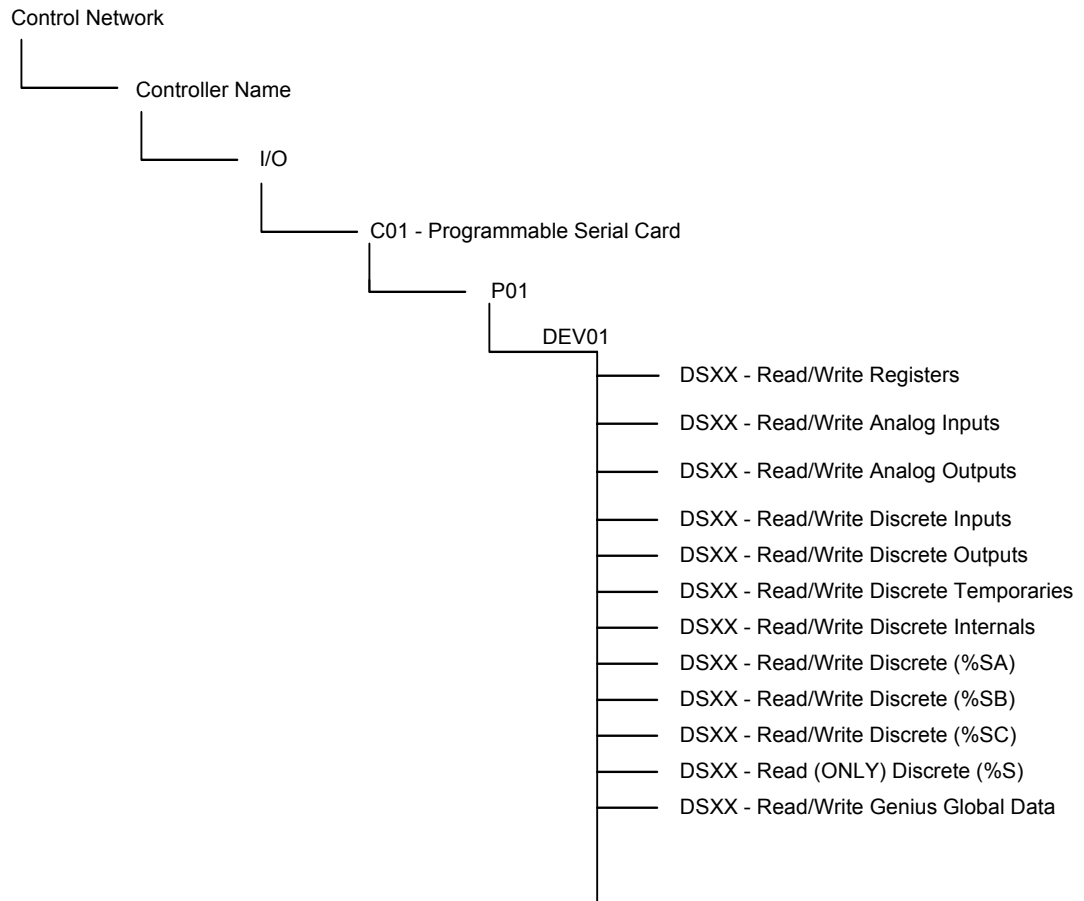 Control Network
Controller Name
I/O
C01 - Programmable Serial Card
P01
DEV01
DSXX - Read/Write Registers
DSXX - Read/Write Analog Inputs
DSXX - Read/Write Analog Outputs
DSXX - Read/Write Discrete Inputs
DSXX - Read/Write Discrete Outputs
DSXX - Read/Write Discrete Temporaries
DSXX - Read/Write Discrete Internals
DSXX - Read/Write Discrete (%SA)
DSXX - Read/Write Discrete (%SB)
DSXX - Read/Write Discrete (%SC)
DSXX - Read (ONLY) Discrete (%S)
DSXX - Read/Write Genius Global Data